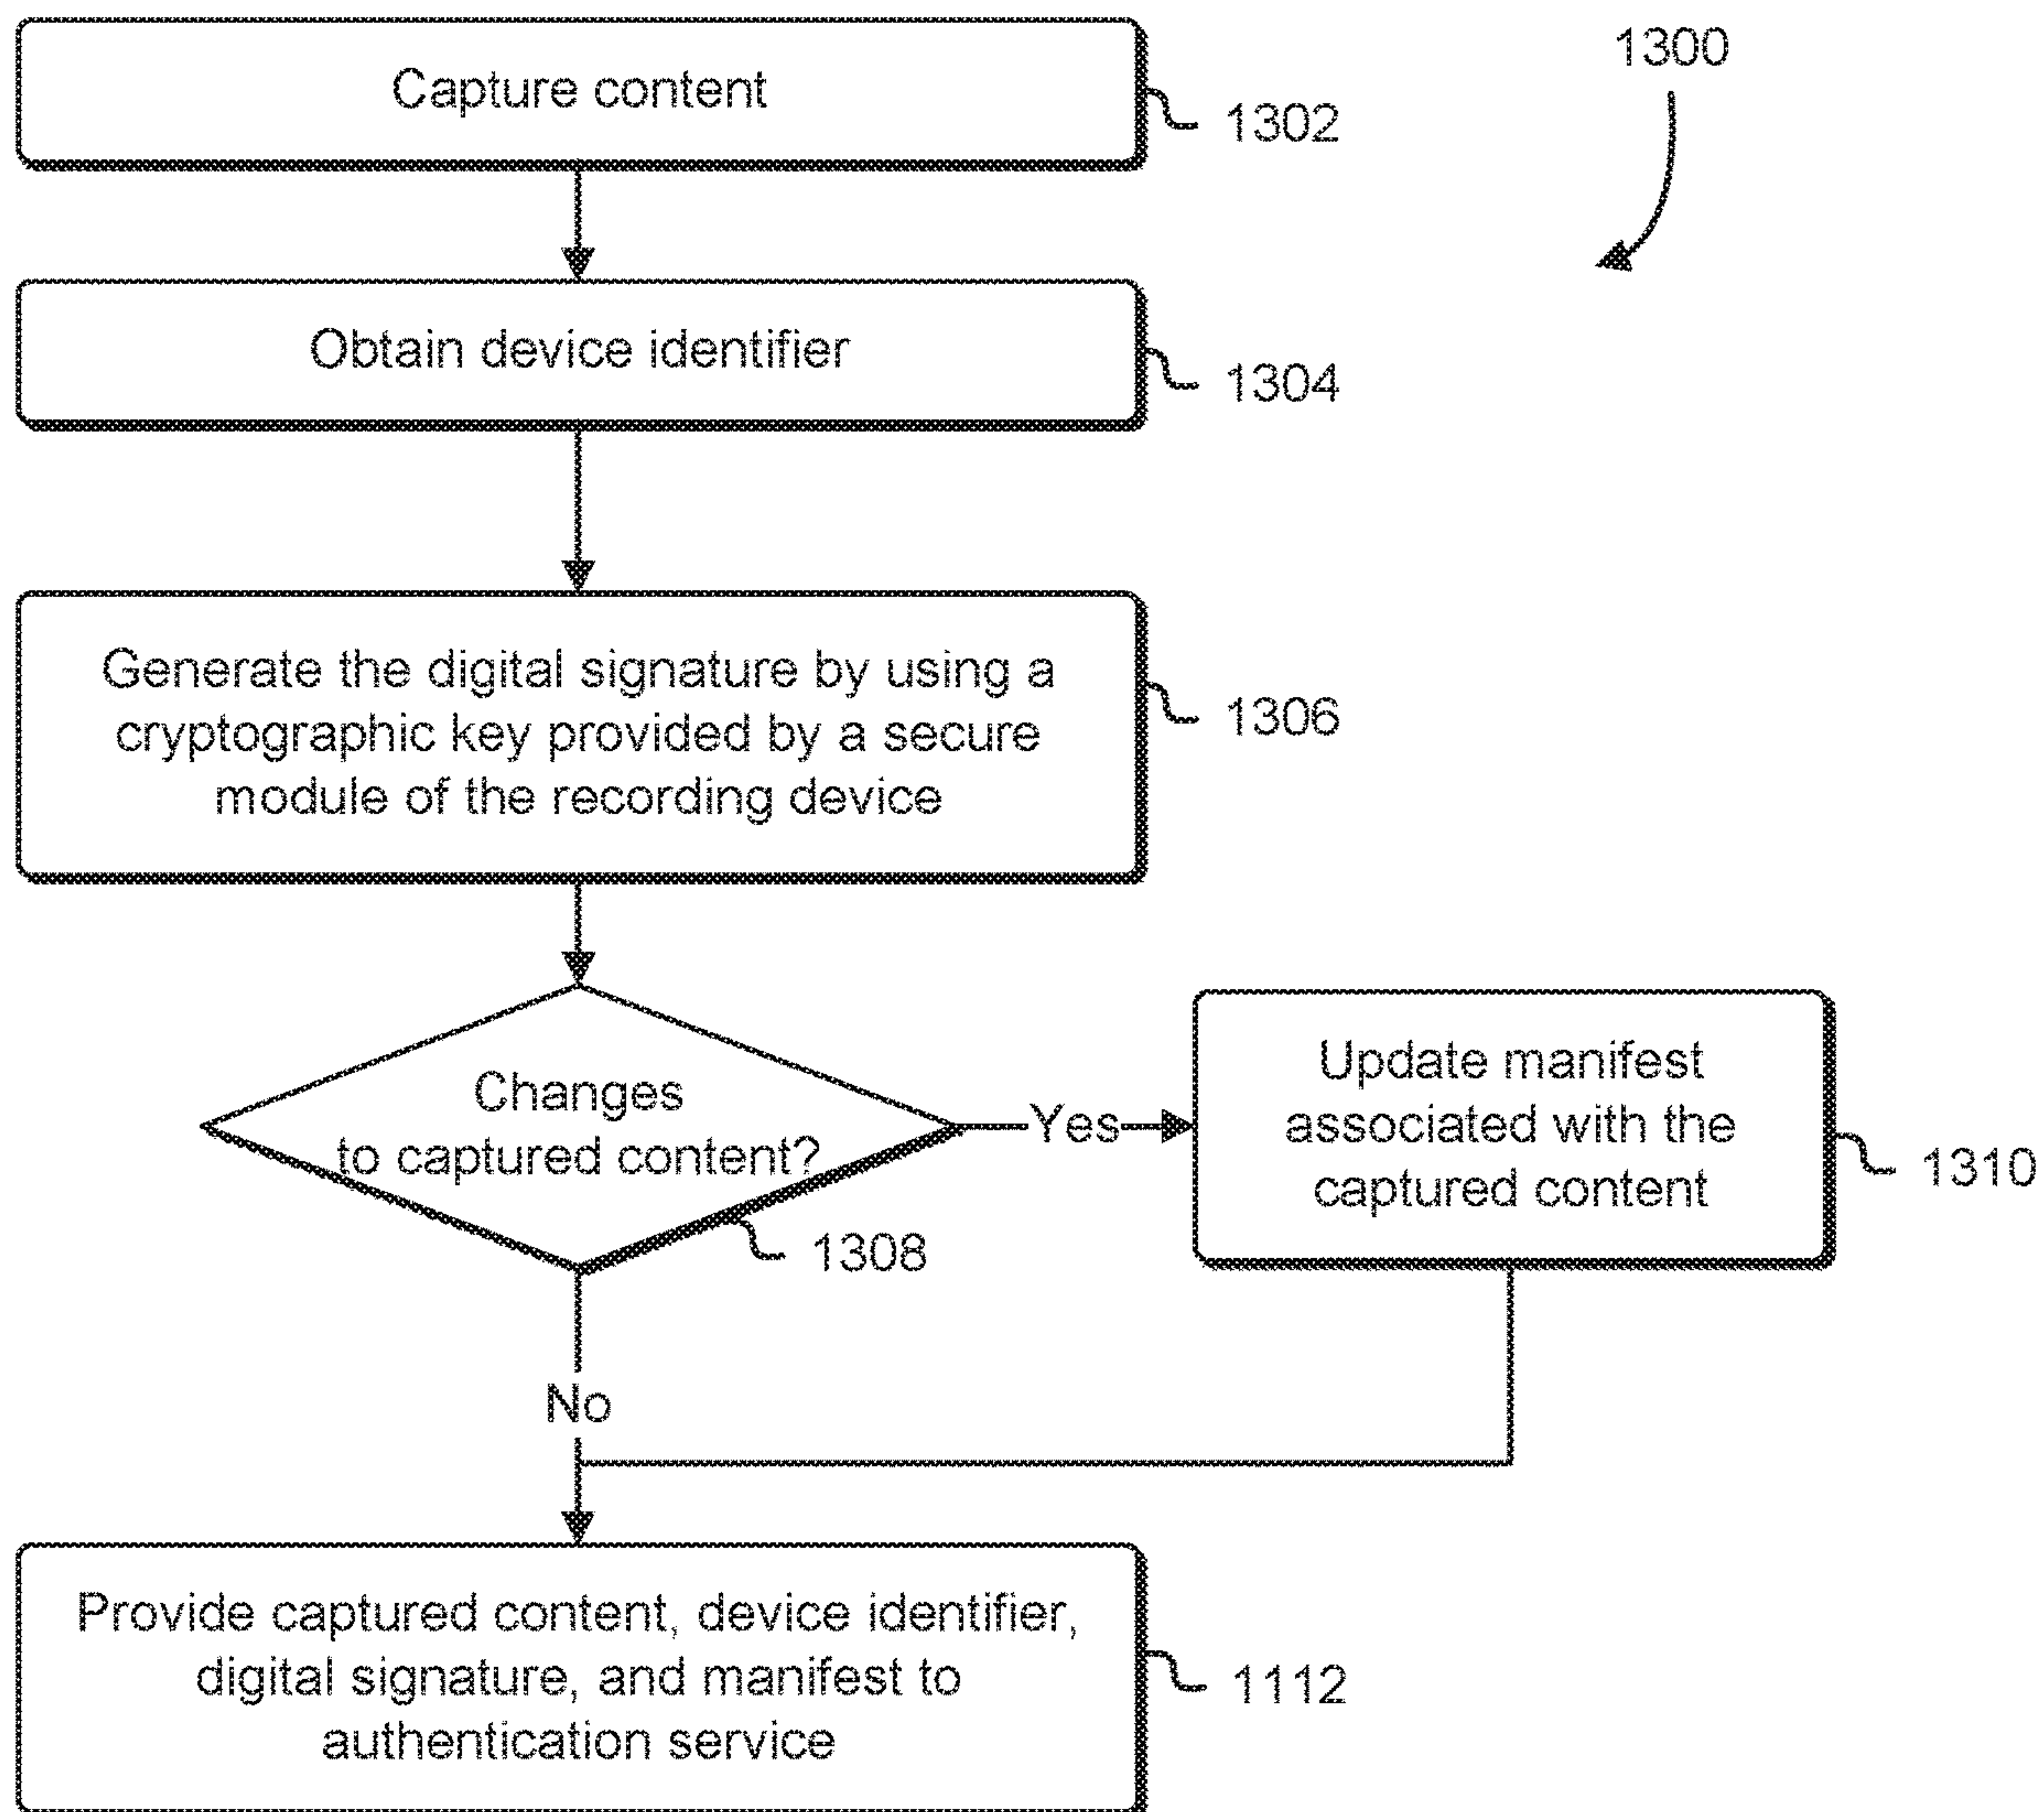 1300
Capture content
1302
Obtain device identifier
1304
Generate the digital signature by using a
cryptographic key provided by a secure
module of the recording device
1306
Changes
to captured content?
1308
Yes
Update manifest
associated with the
captured content
1310
No
Provide captured content, device identifier,
digital signature, and manifest to
authentication service
1112